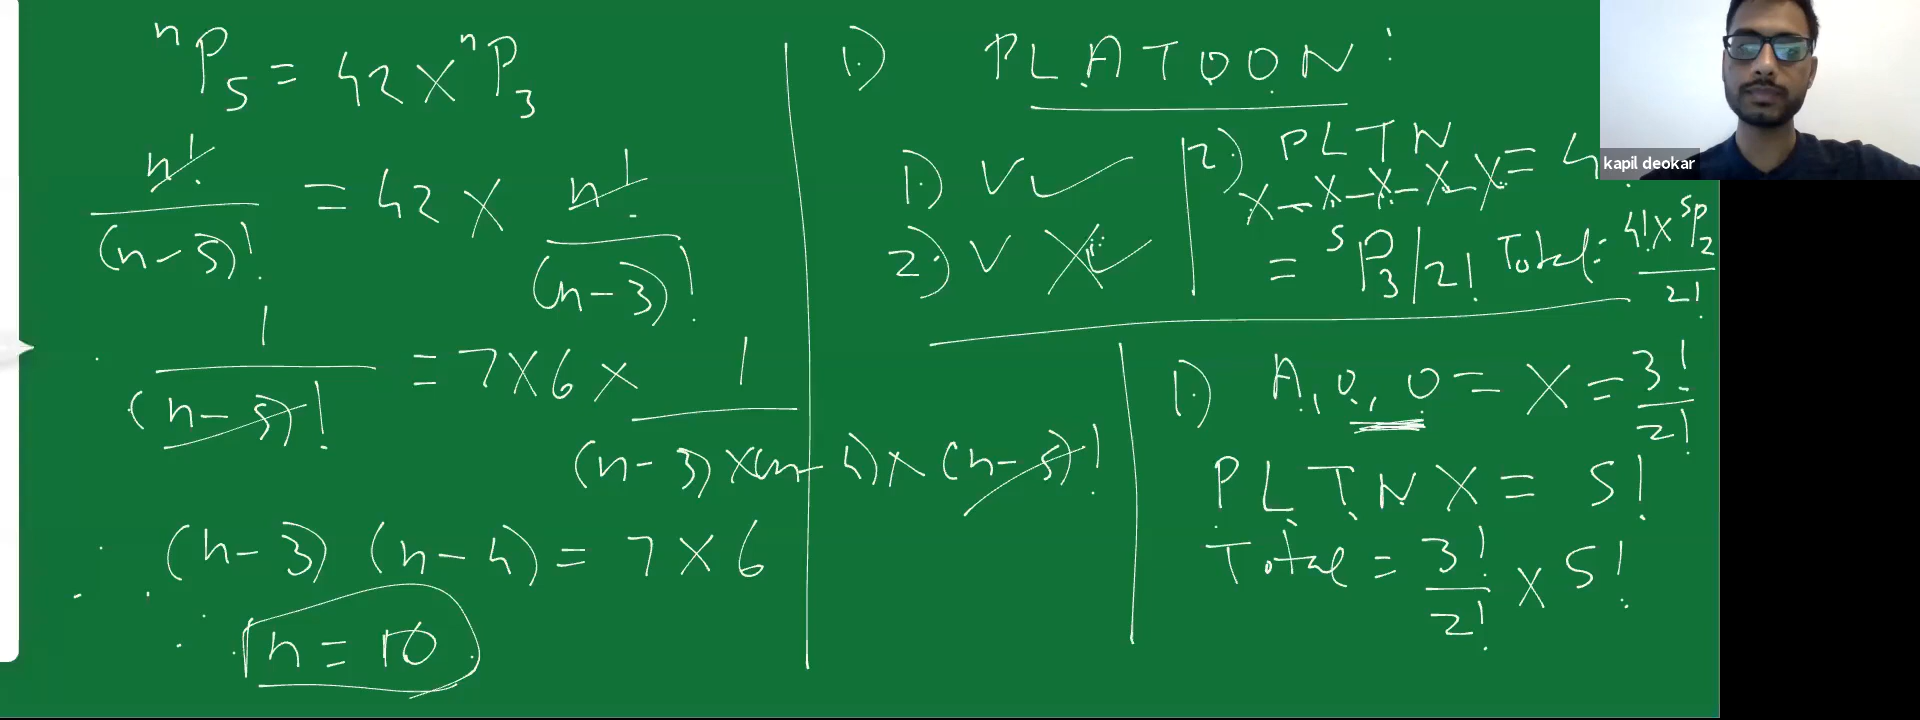 ⁿP₅ = 42 × ⁿP₃
n! / (n-5)! = 42 × n! / (n-3)!
1 / (n-5)! = 7×6 × 1 / (n-3)×(n-4)×(n-5)!
(n-3) (n-4) = 7 × 6
n = 10
1) PLATOON :
1) V ✓
2) V X ✓
2) PLTN
X - X - X - X - X = 4
= ⁵P₃ / 2! Total: 4! × ⁵P₂ / 2!
1) A, O, O = X = 3! / 2!
PLTN X = 5!
Total = 3! / 2! × 5!
kapil deokar